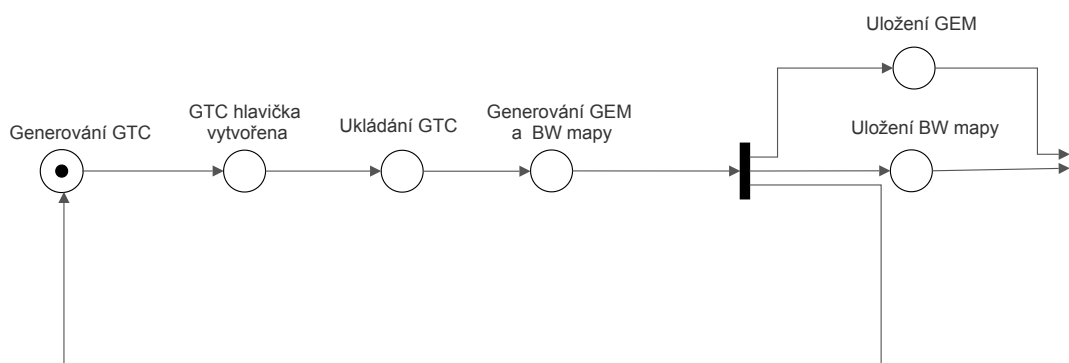 Uložení GEM
Generování GTC
GTC hlavička
vytvořena
Ukládání GTC
Generování GEM
a BW mapy
Uložení BW mapy